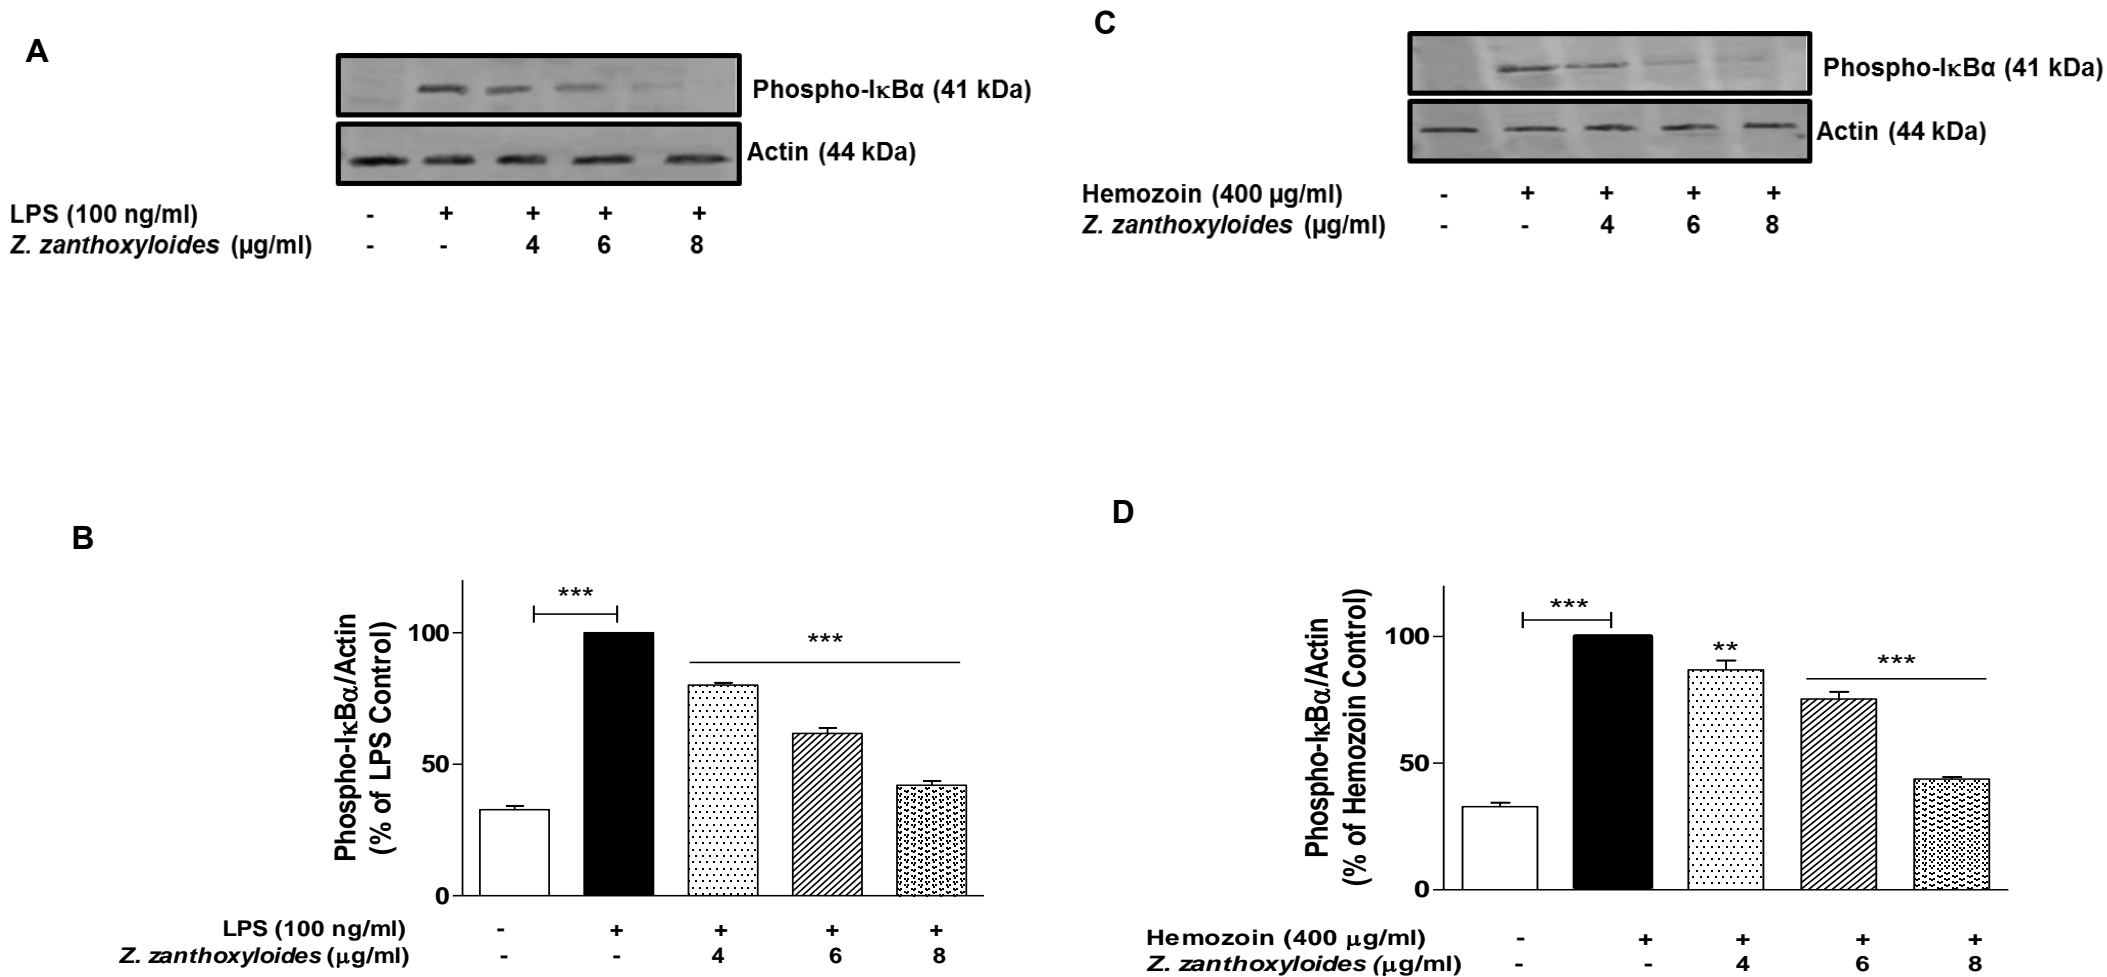 A
Phospho-IκBα (41 kDa)
Actin (44 kDa)
LPS (100 ng/ml) - + + + +
Z. zanthoxyloides (µg/ml) - - 4 6 8
C
Phospho-IκBα (41 kDa)
Actin (44 kDa)
Hemozoin (400 µg/ml) - + + + +
Z. zanthoxyloides (µg/ml) - - 4 6 8
B
Phospho-IκBα/Actin
(% of LPS Control)
100
50
0
***
***
LPS (100 ng/ml) - + + + +
Z. zanthoxyloides (µg/ml) - - 4 6 8
D
Phospho-IκBα/Actin
(% of Hemozoin Control)
100
50
0
***
**
***
Hemozoin (400 µg/ml) - + + + +
Z. zanthoxyloides (µg/ml) - - 4 6 8